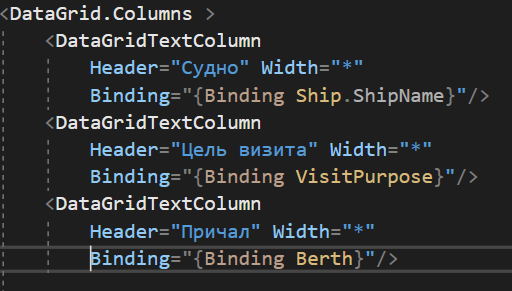 <DataGrid.Columns >
<DataGridTextColumn
Header="Судно" Width="*"
Binding="{Binding Ship.ShipName}"/>
<DataGridTextColumn
Header="Цель визита" Width="*"
Binding="{Binding VisitPurpose}"/>
<DataGridTextColumn
Header="Причал" Width="*"
Binding="{Binding Berth}"/>